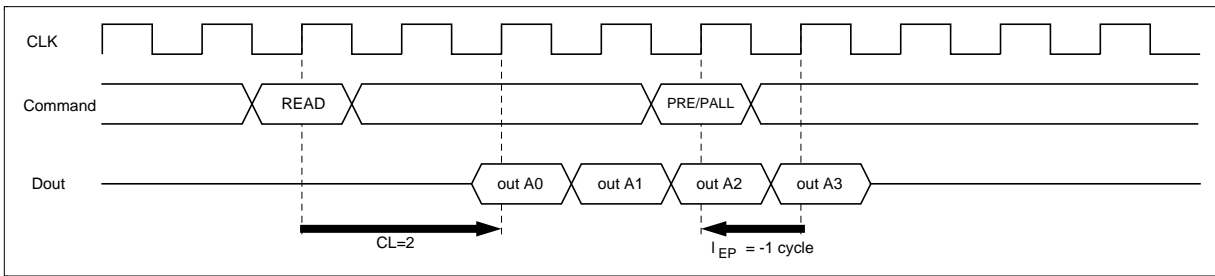 CLK
Command
READ
PRE/PALL
Dout
out A0
out A1
out A2
out A3
CL=2
l EP = -1 cycle